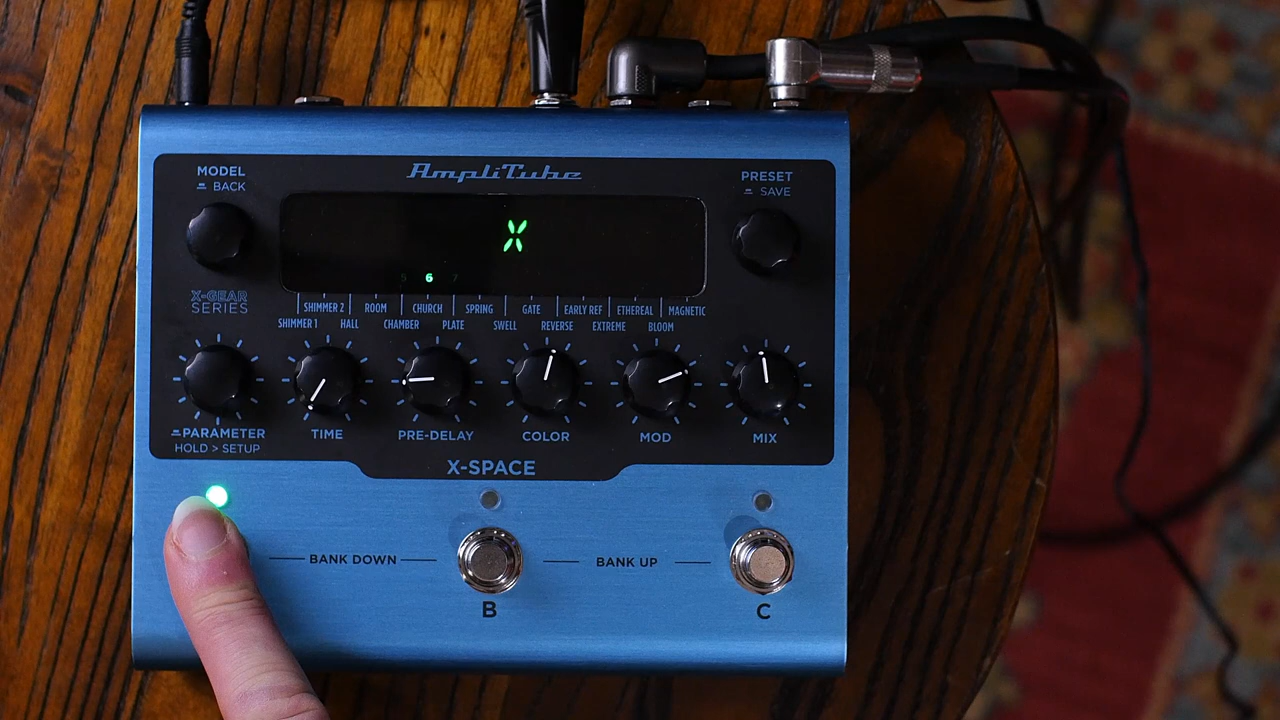 MODEL
BACK
AmpliTube
PRESET
SAVE
X
5 6 7
X-GEAR
SERIES
SHIMMER 2 ROOM CHURCH SPRING GATE EARLY REF ETHEREAL MAGNETIC
SHIMMER 1 HALL CHAMBER PLATE SWELL REVERSE EXTREME BLOOM
PARAMETER
HOLD > SETUP
TIME
PRE-DELAY
COLOR
MOD
MIX
X-SPACE
BANK DOWN
BANK UP
B
C